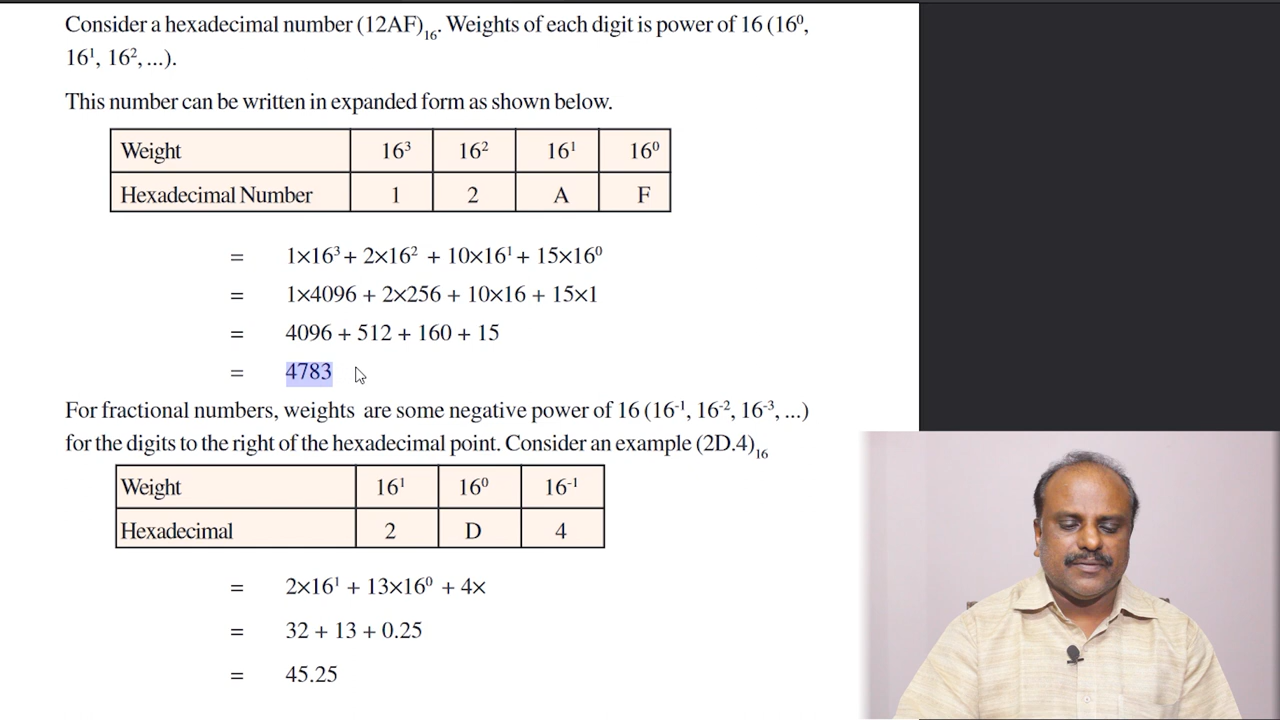 Consider a hexadecimal number (12AF)₁₆. Weights of each digit is power of 16 (16⁰,
16¹, 16², ...).
This number can be written in expanded form as shown below.
Weight 16³ 16² 16¹ 16⁰
Hexadecimal Number 1 2 A F
= 1×16³ + 2×16² + 10×16¹ + 15×16⁰
= 1×4096 + 2×256 + 10×16 + 15×1
= 4096 + 512 + 160 + 15
= 4783
For fractional numbers, weights are some negative power of 16 (16⁻¹, 16⁻², 16⁻³, ...)
for the digits to the right of the hexadecimal point. Consider an example (2D.4)₁₆
Weight 16¹ 16⁰ 16⁻¹
Hexadecimal 2 D 4
= 2×16¹ + 13×16⁰ + 4×
= 32 + 13 + 0.25
= 45.25